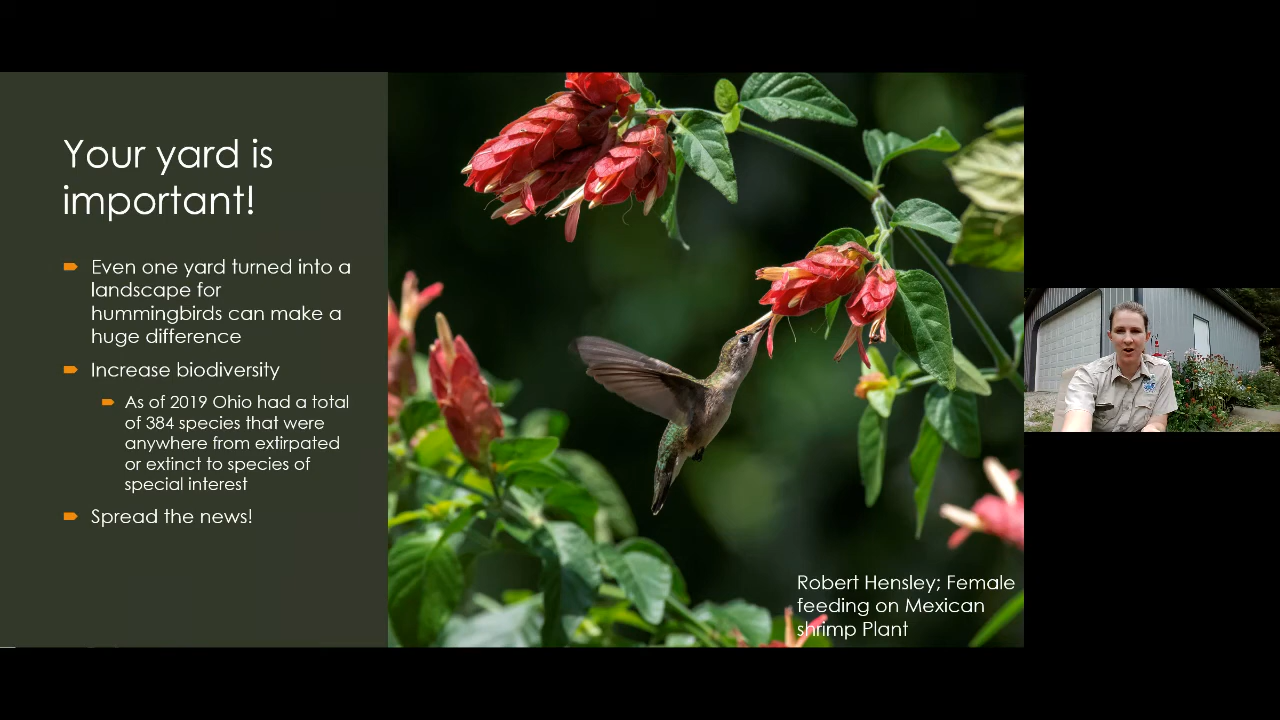 Your yard is
important!
Even one yard turned into a
landscape for
hummingbirds can make a
huge difference
Increase biodiversity
As of 2019 Ohio had a total
of 384 species that were
anywhere from extirpated
or extinct to species of
special interest
Spread the news!
Robert Hensley; Female
feeding on Mexican
shrimp Plant